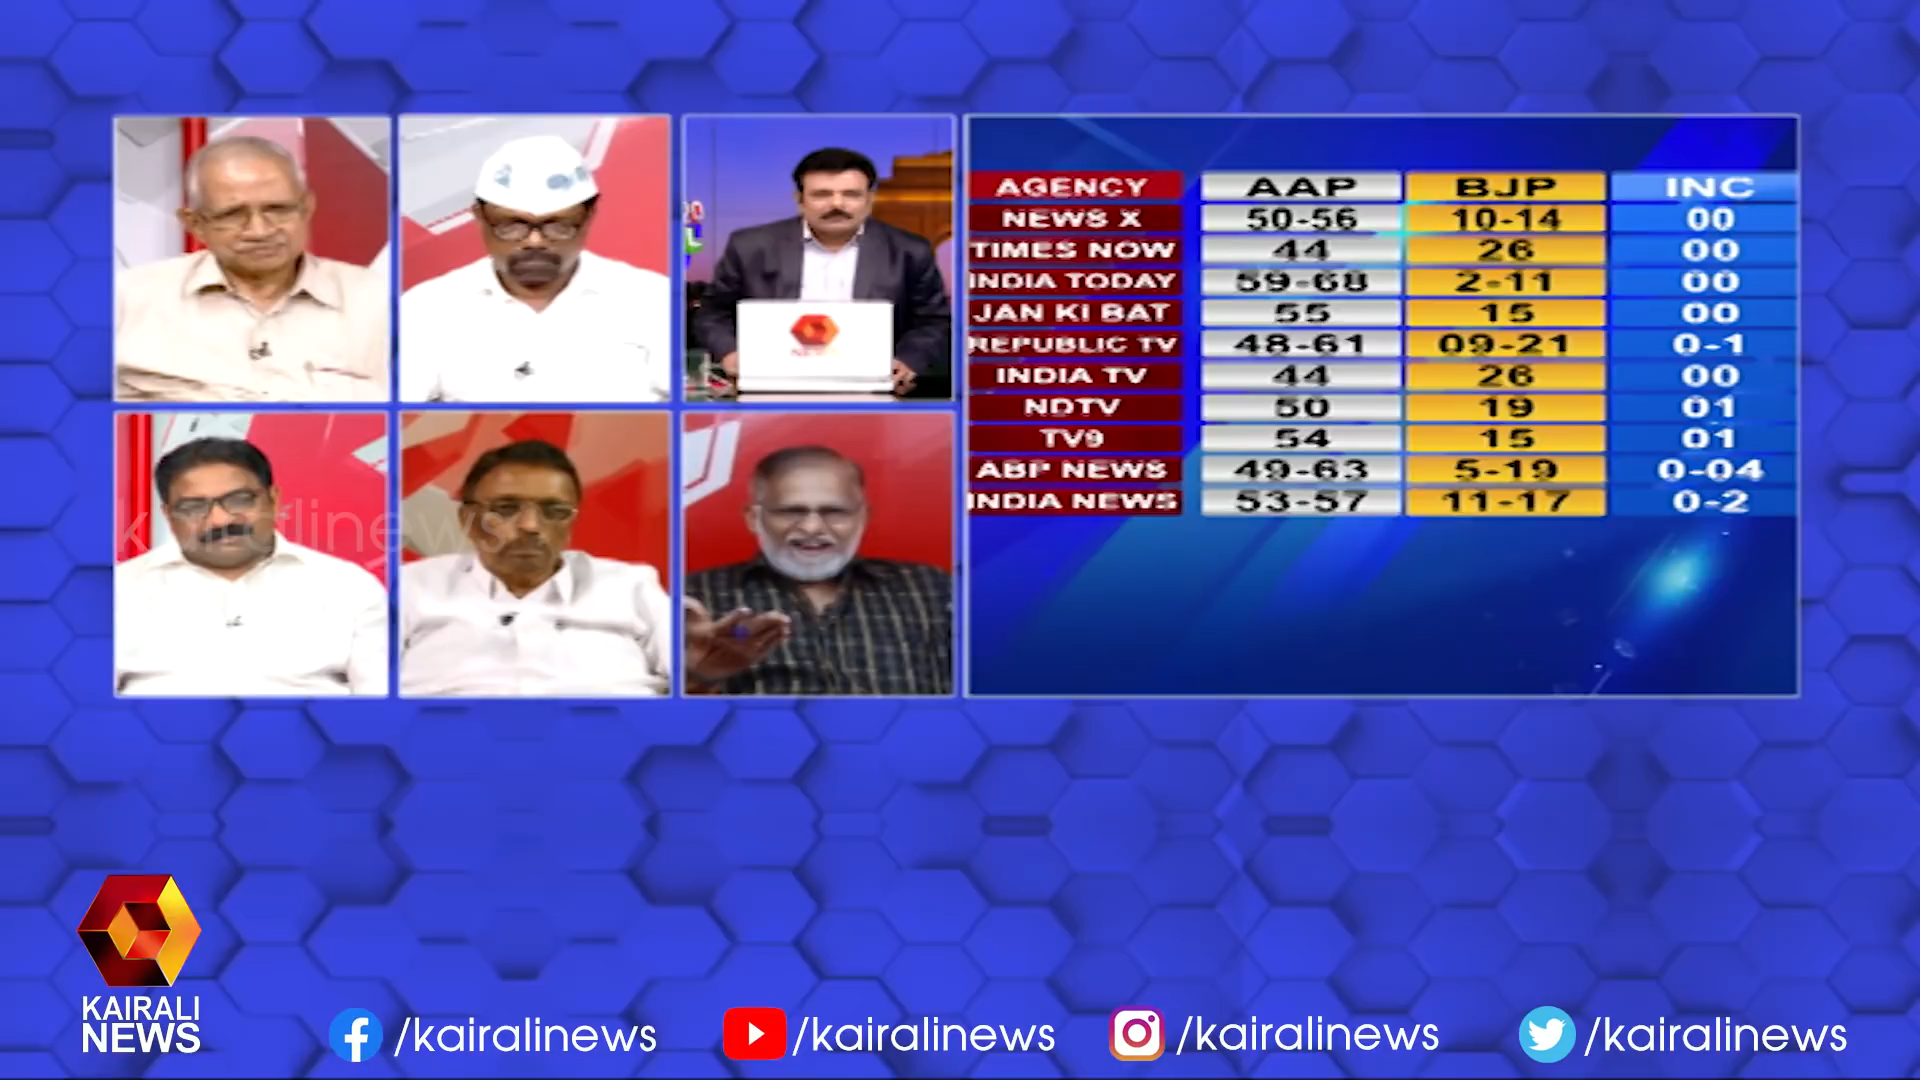 AGENCY AAP BJP INC
NEWS X 50-56 10-14 00
TIMES NOW 44 26 00
INDIA TODAY 59-68 2-11 00
JAN KI BAT 55 15 00
REPUBLIC TV 48-61 09-21 0-1
INDIA TV 44 26 00
NDTV 50 19 01
TV9 54 15 01
ABP NEWS 49-63 5-19 0-04
INDIA NEWS 53-57 11-17 0-2
kairalinews
KAIRALI
NEWS
/kairalinews /kairalinews /kairalinews /kairalinews